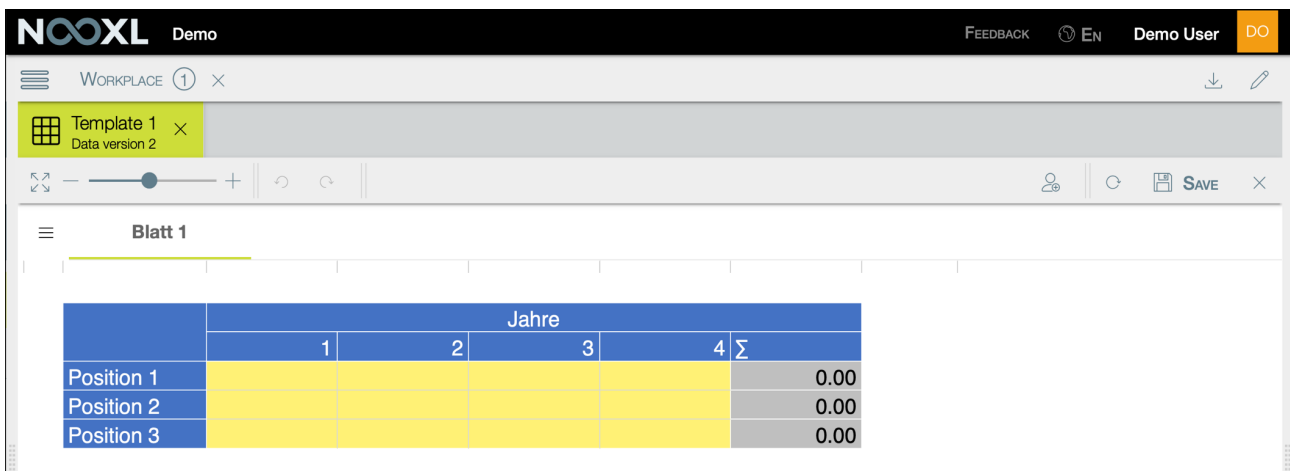 NOOXL Demo FEEDBACK EN Demo User DO
WORKPLACE 1
Template 1
Data version 2
SAVE
Blatt 1
Jahre
1 2 3 4 Σ
Position 1 0.00
Position 2 0.00
Position 3 0.00